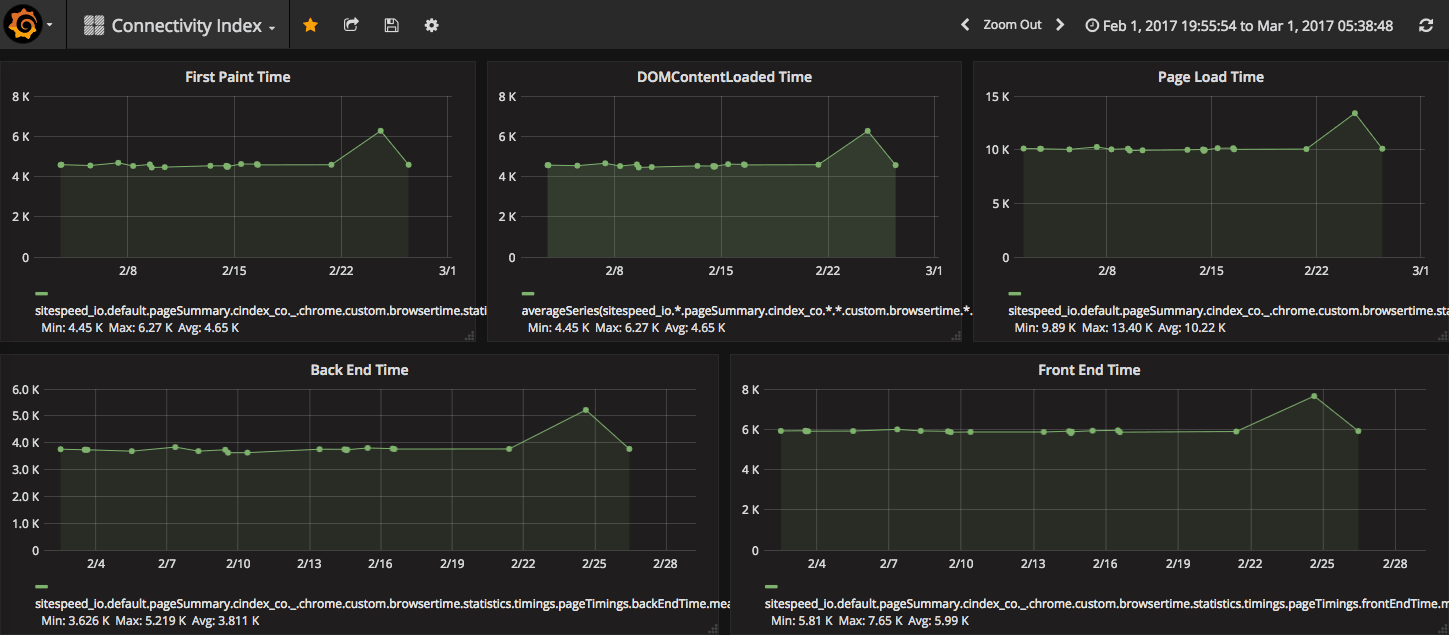 Connectivity Index
Zoom Out
Feb 1, 2017 19:55:54 to Mar 1, 2017 05:38:48
First Paint Time
8 K
6 K
4 K
2 K
0
2/8 2/15 2/22 3/1
sitespeed_io.default.pageSummary.cindex_co._.chrome.custom.browsertime.stati
Min: 4.45 K Max: 6.27 K Avg: 4.65 K
DOMContentLoaded Time
8 K
6 K
4 K
2 K
0
2/8 2/15 2/22 3/1
averageSeries(sitespeed_io.*.pageSummary.cindex_co.*.*.custom.browsertime.*.
Min: 4.45 K Max: 6.27 K Avg: 4.65 K
Page Load Time
15 K
10 K
5 K
0
2/8 2/15 2/22 3/1
sitespeed_io.default.pageSummary.cindex_co._.chrome.custom.browsertime.sta
Min: 9.89 K Max: 13.40 K Avg: 10.22 K
Back End Time
6.0 K
5.0 K
4.0 K
3.0 K
2.0 K
1.0 K
0
2/4 2/7 2/10 2/13 2/16 2/19 2/22 2/25 2/28
sitespeed_io.default.pageSummary.cindex_co._.chrome.custom.browsertime.statistics.timings.pageTimings.backEndTime.mea
Min: 3.626 K Max: 5.219 K Avg: 3.811 K
Front End Time
8 K
6 K
4 K
2 K
0
2/4 2/7 2/10 2/13 2/16 2/19 2/22 2/25 2/28
sitespeed_io.default.pageSummary.cindex_co._.chrome.custom.browsertime.statistics.timings.pageTimings.frontEndTime.m
Min: 5.81 K Max: 7.65 K Avg: 5.99 K